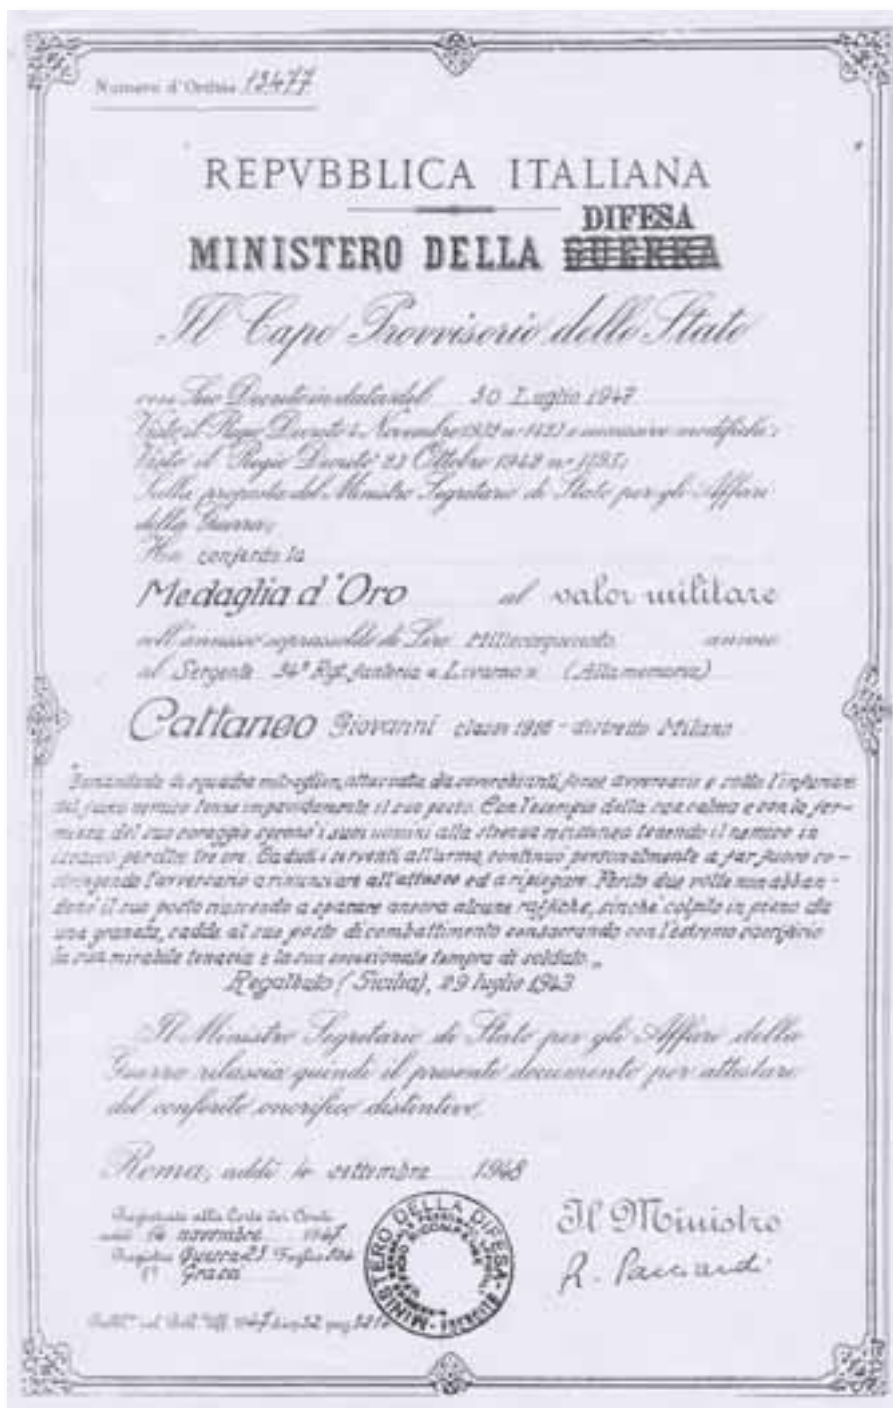 Numero d'Ordine 13477
REPVBBLICA ITALIANA
DIFESA
MINISTERO DELLA GUERRA
Il Capo Provvisorio dello Stato
con Suo Decreto in data del 30 Luglio 1947
Visto il Regio Decreto 4 Novembre 1932 n° 1423 e successive modifiche;
Visto il Regio Decreto 23 Ottobre 1942 n° 1195;
Sulla proposta del Ministro Segretario di Stato per gli Affari
della Guerra;
Ha conferito la
Medaglia d'Oro al valor militare
coll'annesso soprassoldo di Lire Millecinquecento annue
al Sergente 34° Rgt. fanteria « Livorno » (Alla memoria)
Cattaneo Giovanni classe 1916 - distretto Milano
"Comandante di squadra mitraglieri, attaccata da soverchianti forze avversarie e sotto l'infuriare
del fuoco nemico tenne impavidamente il suo posto. Con l'esempio della sua calma e con la fer-
mezza del suo coraggio spronò i suoi uomini alla strenua resistenza tenendo il nemico in
iscacco per oltre tre ore. Caduti i serventi all'arma, continuò personalmente a far fuoco co-
stringendo l'avversario a rinunciare all'attacco ed a ripiegare. Ferito due volte non abban-
donò il suo posto riuscendo a sparare ancora alcune raffiche, finchè colpito in pieno da
una granata, cadde al suo posto di combattimento consacrando con l'estremo sacrificio
la sua mirabile tenacia e la sua eccezionale tempra di soldato."
Regalbuto (Sicilia), 29 luglio 1943
Il Ministro Segretario di Stato per gli Affari della
Guerra rilascia quindi il presente documento per attestare
del conferito onorifico distintivo.
Roma, addì 10 settembre 1948
Registrato alla Corte dei Conti
addì 14 novembre 1947
Registro Guerra 23 Foglio
Il Ministro
R. Pacciardi
MINISTERO DELLA DIFESA